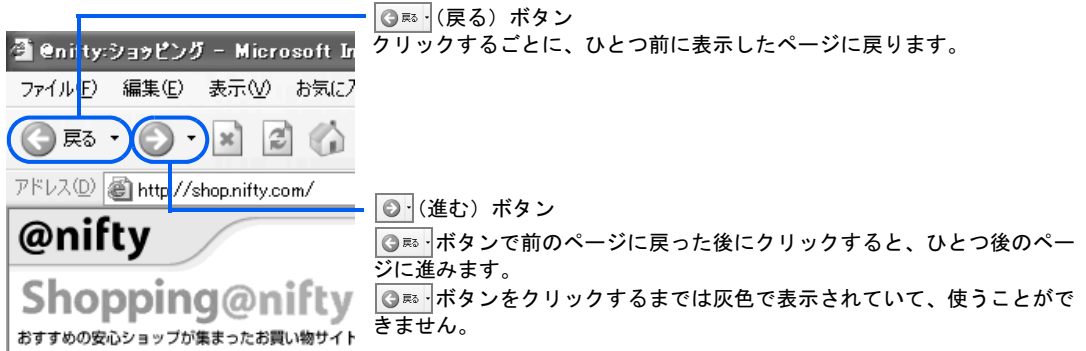 戻る (戻る）ボタン
クリックするごとに、ひとつ前に表示したページに戻ります。
@nifty:ショッピング - Microsoft In
ファイル(F) 編集(E) 表示(V) お気に入
戻る
アドレス(D) http://shop.nifty.com/
@nifty
Shopping@nifty
おすすめの安心ショップが集まったお買い物サイト
(進む）ボタン
戻る ボタンで前のページに戻った後にクリックすると、ひとつ後のペー
ジに進みます。
戻る ボタンをクリックするまでは灰色で表示されていて、使うことがで
きません。